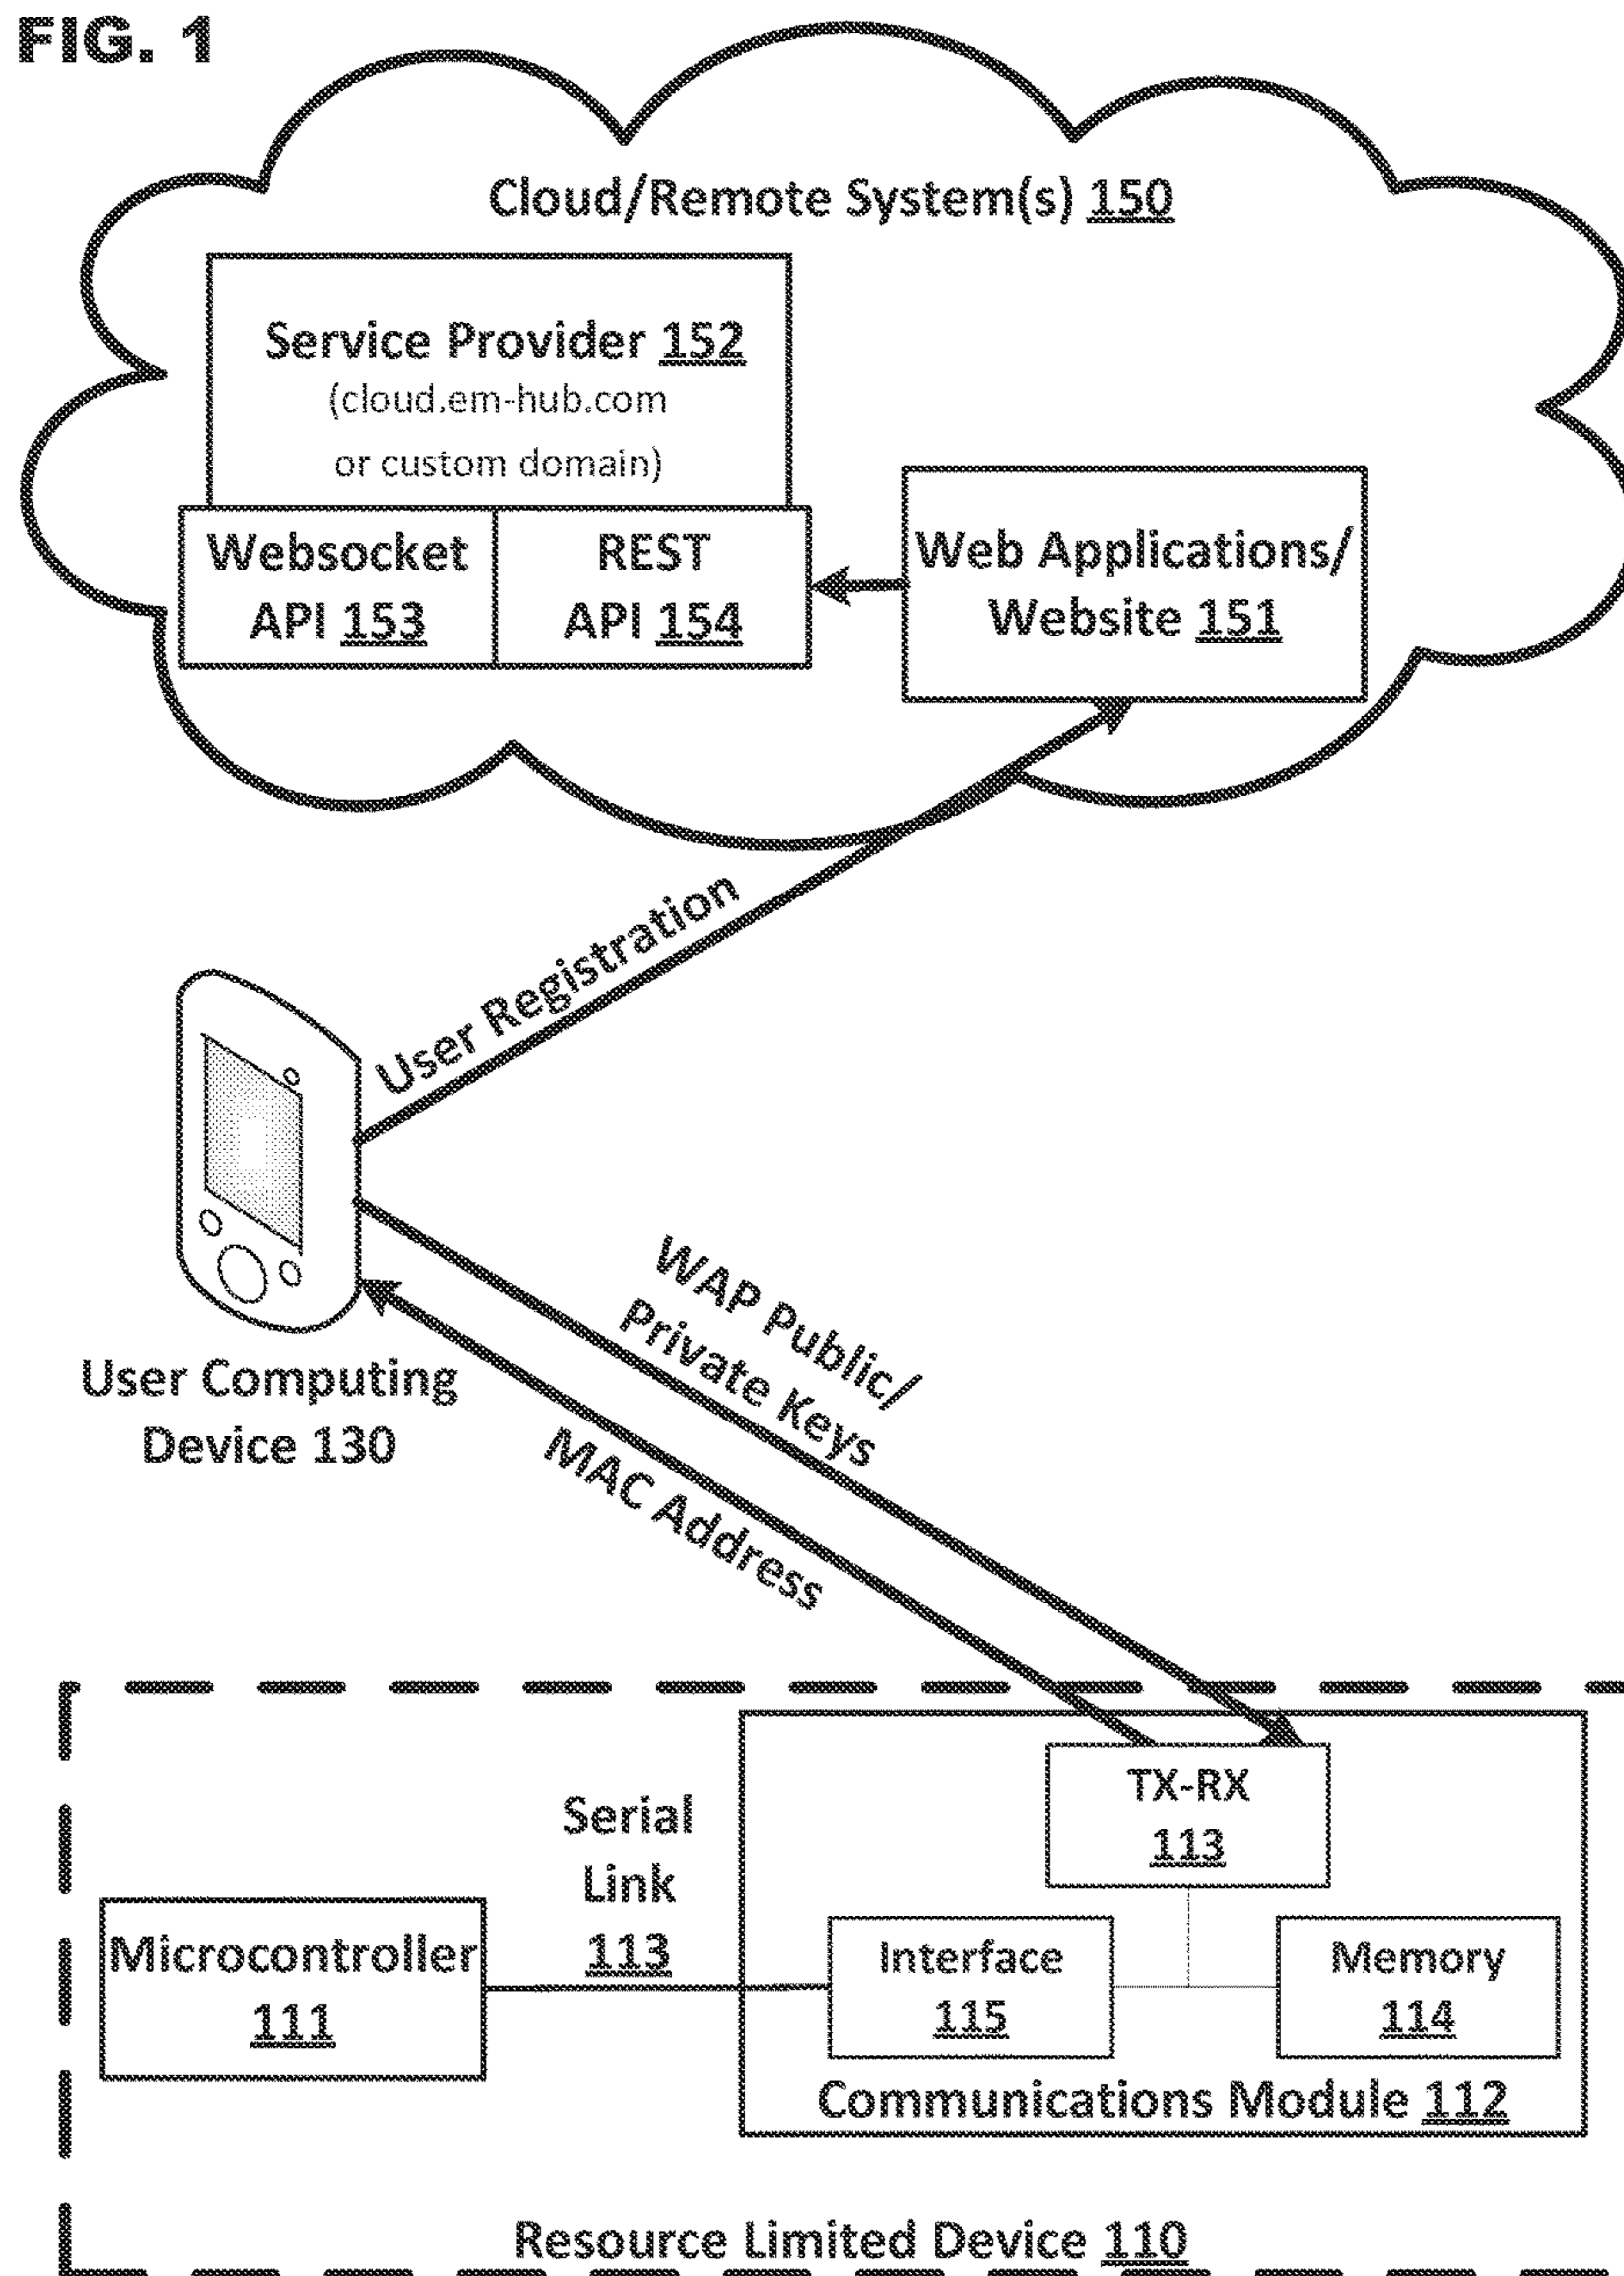 FIG. 1
Cloud/Remote System(s) 150
Service Provider 152
(cloud.em-hub.com
or custom domain)
Websocket
API 153
REST
API 154
Web Applications/
Website 151
User Registration
User Computing
Device 130
WAP Public/
Private Keys
MAC Address
TX-RX
113
Serial
Link
113
Microcontroller
111
Interface
115
Memory
114
Communications Module 112
Resource Limited Device 110